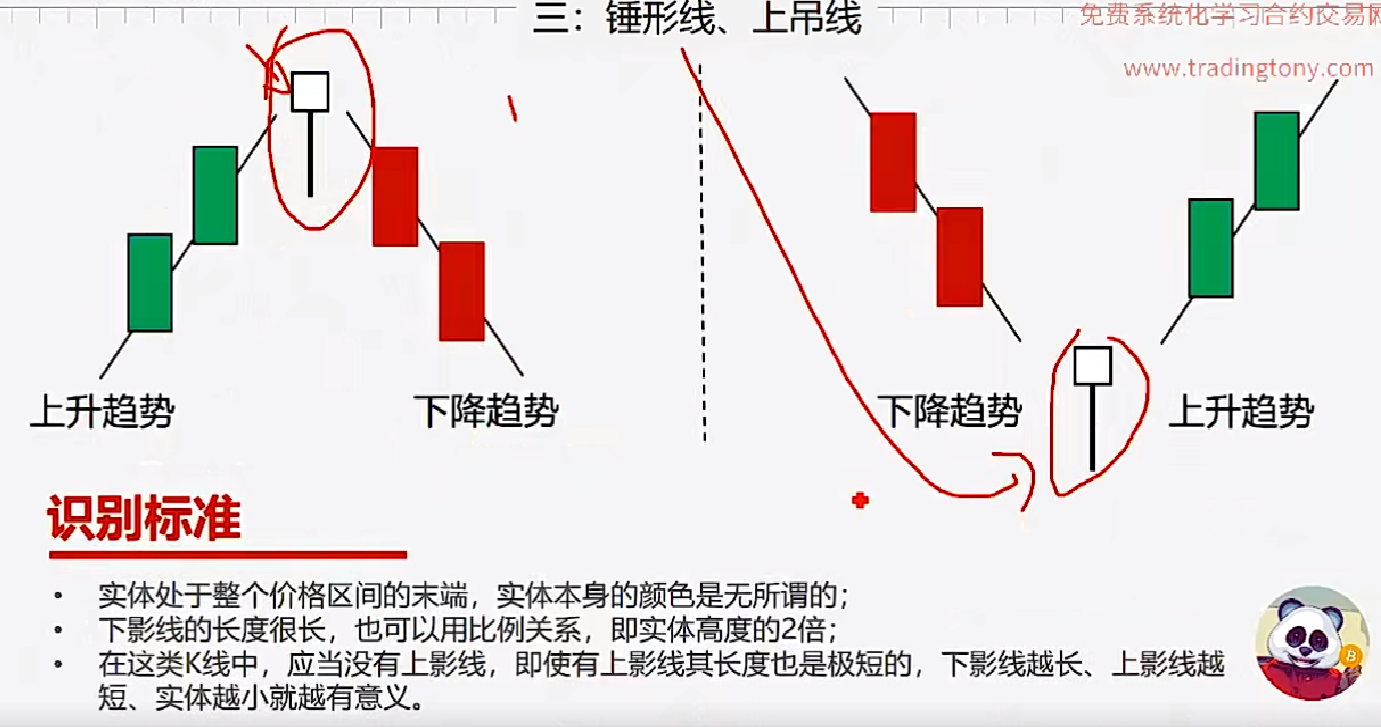 三：锤形线、上吊线
免费系统化学习合约交易网
www.tradingtony.com
上升趋势
下降趋势
下降趋势
上升趋势
识别标准
• 实体处于整个价格区间的末端，实体本身的颜色是无所谓的；
• 下影线的长度很长，也可以用比例关系，即实体高度的2倍；
• 在这类K线中，应当没有上影线，即使有上影线其长度也是极短的，下影线越长、上影线越
短、实体越小就越有意义。